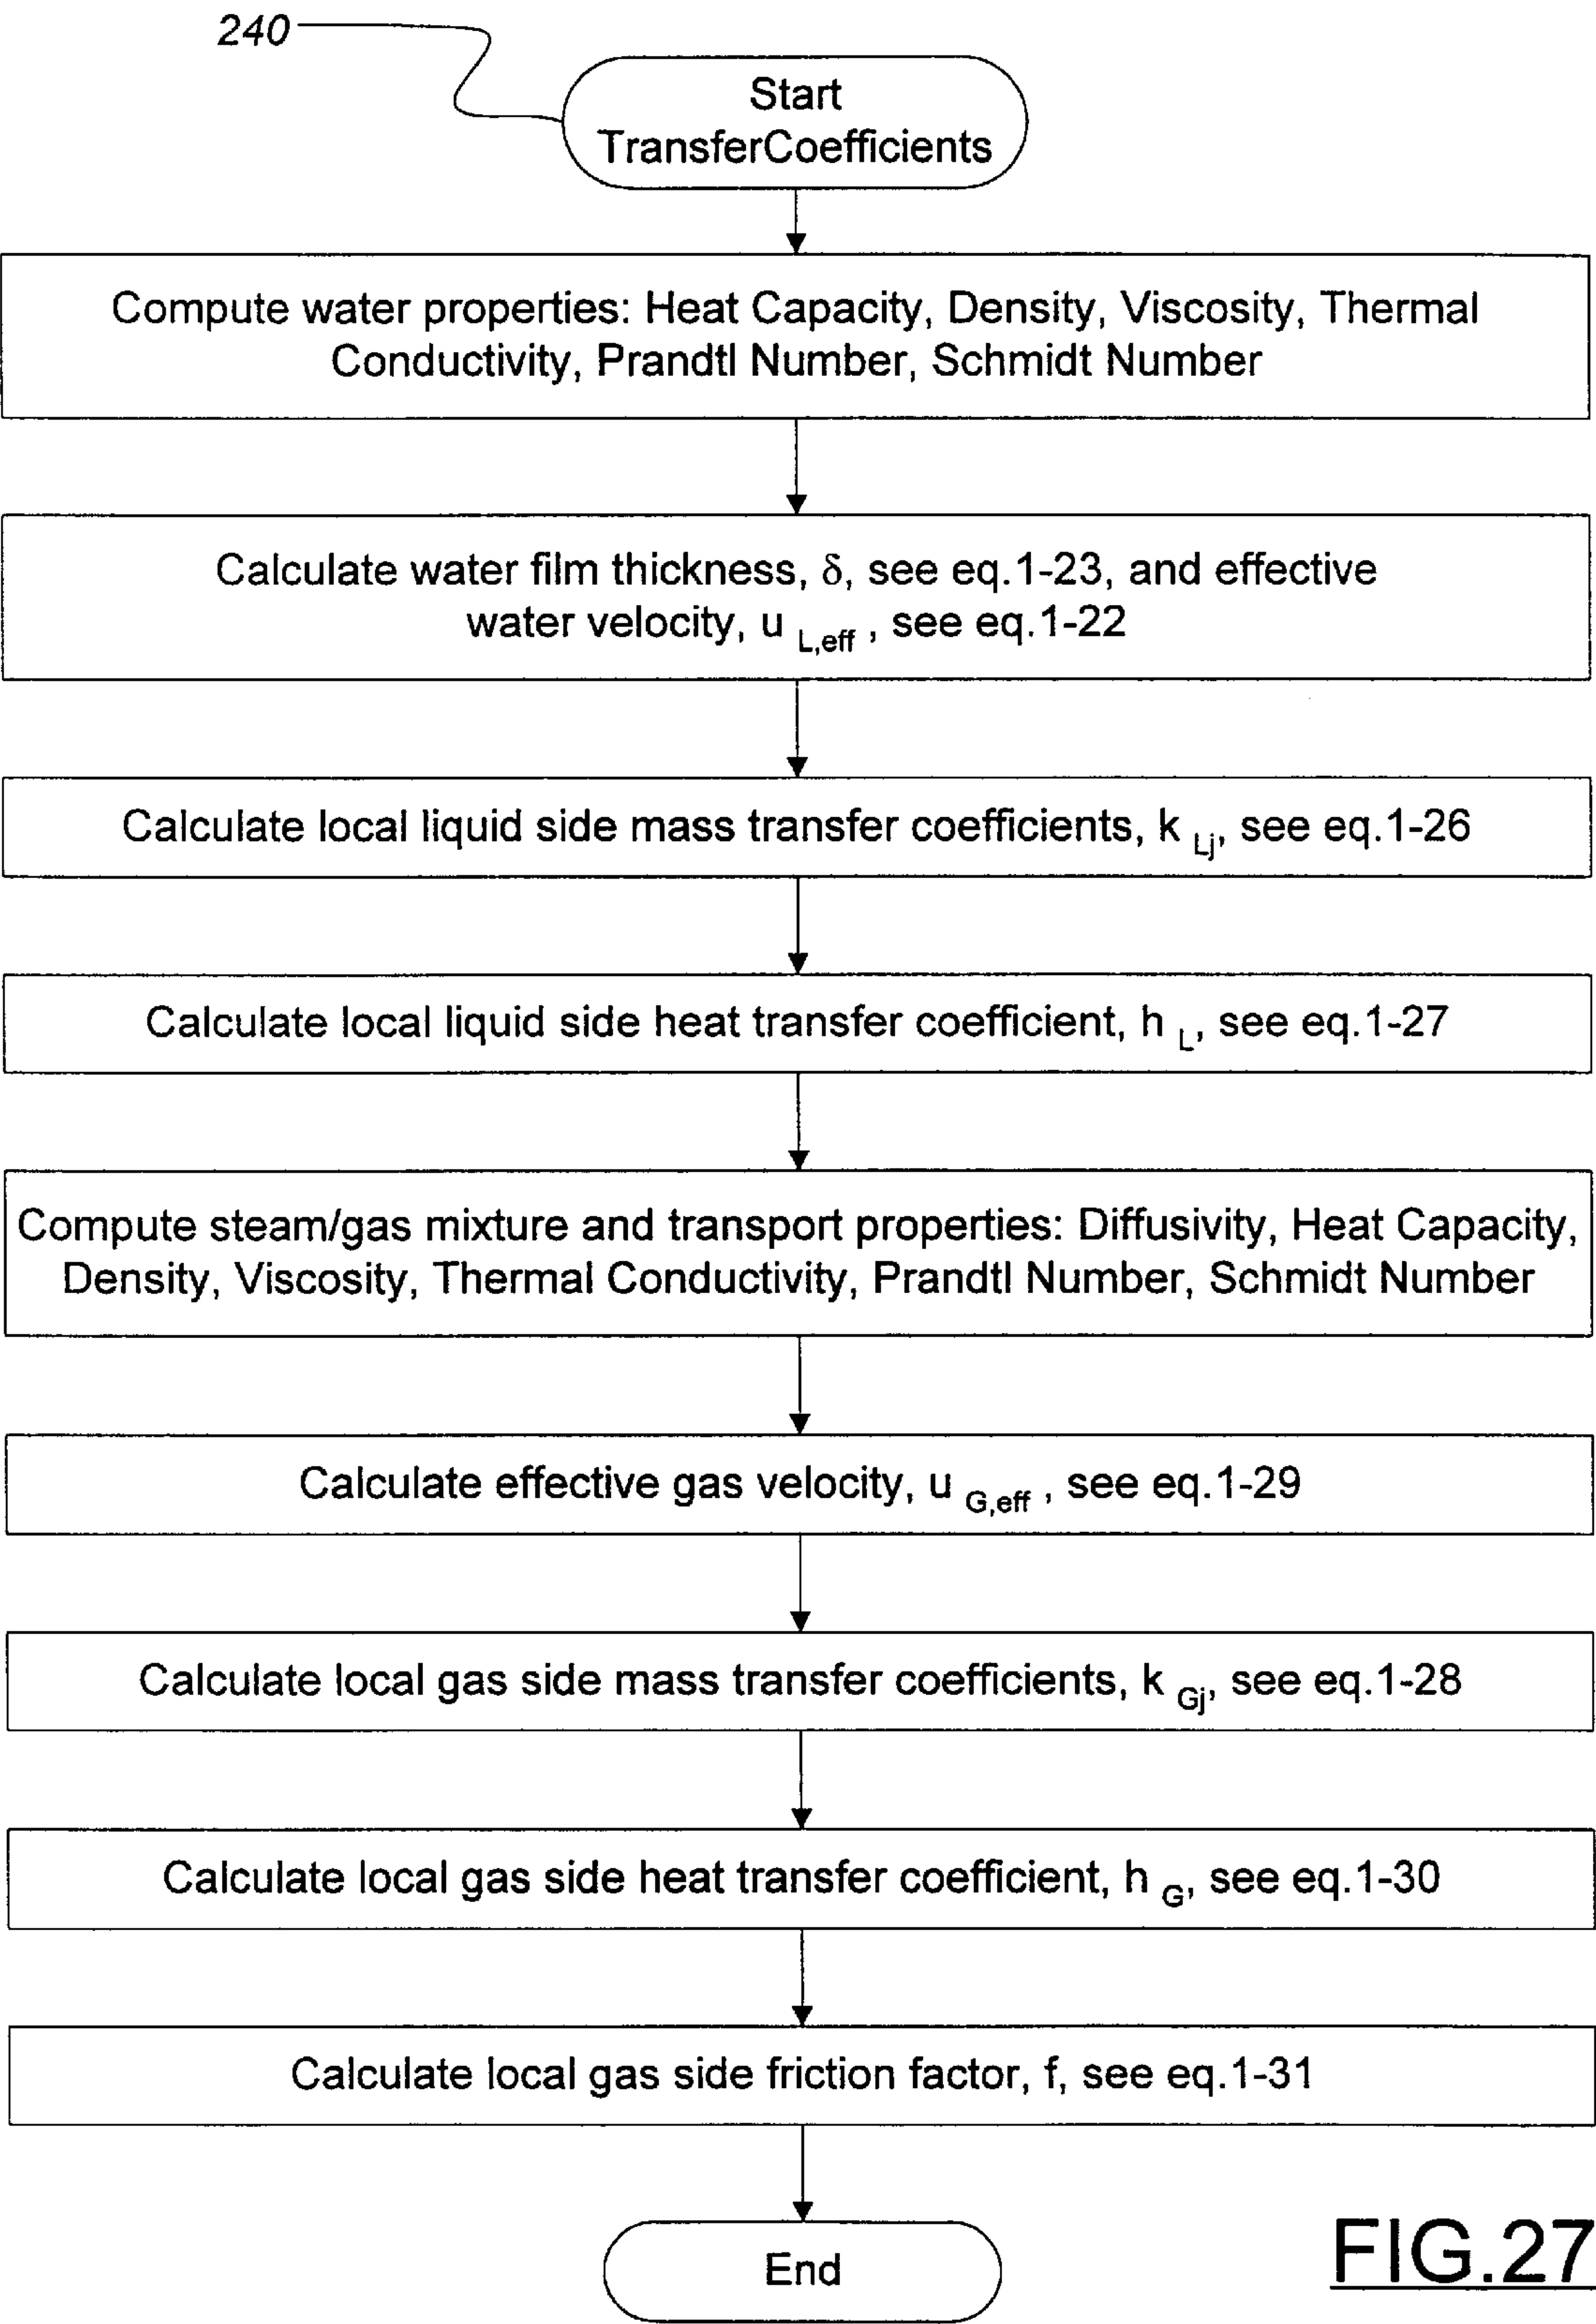 240
Start
TransferCoefficients
Compute water properties: Heat Capacity, Density, Viscosity, Thermal
Conductivity, Prandtl Number, Schmidt Number
Calculate water film thickness, δ, see eq.1-23, and effective
water velocity, u L,eff , see eq.1-22
Calculate local liquid side mass transfer coefficients, k Lj, see eq.1-26
Calculate local liquid side heat transfer coefficient, h L, see eq.1-27
Compute steam/gas mixture and transport properties: Diffusivity, Heat Capacity,
Density, Viscosity, Thermal Conductivity, Prandtl Number, Schmidt Number
Calculate effective gas velocity, u G,eff , see eq.1-29
Calculate local gas side mass transfer coefficients, k Gj, see eq.1-28
Calculate local gas side heat transfer coefficient, h G, see eq.1-30
Calculate local gas side friction factor, f, see eq.1-31
End
FIG.27